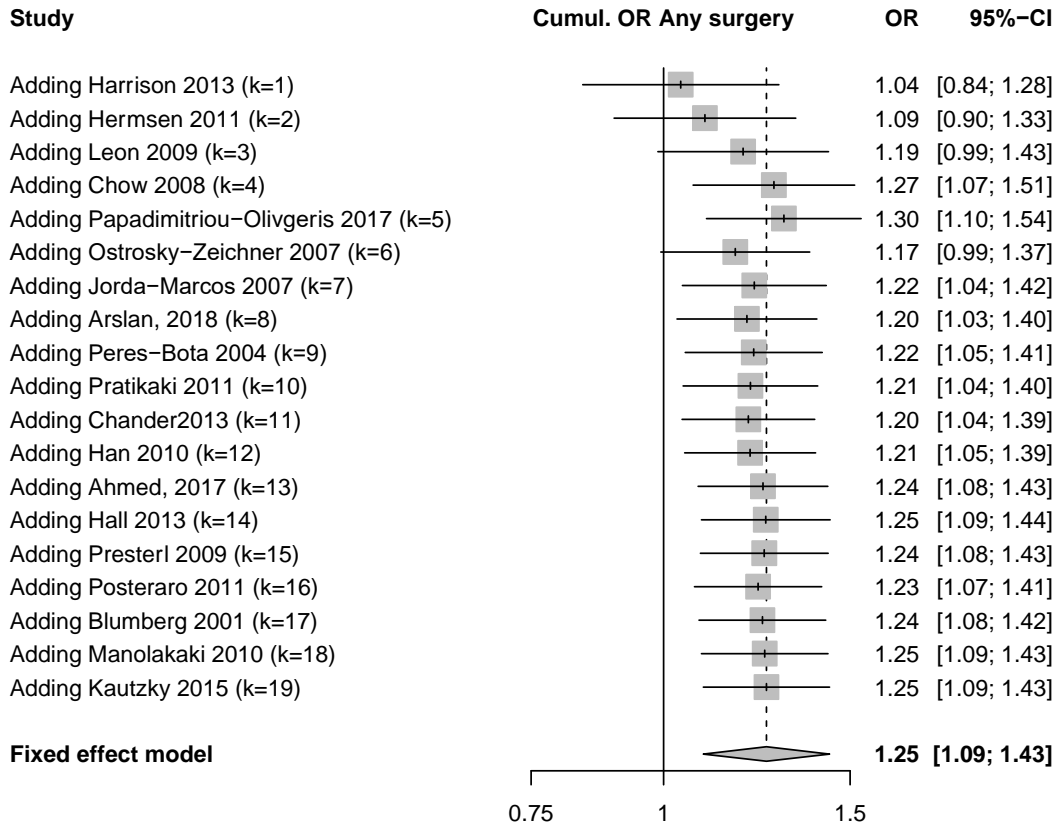 Study Cumul. OR Any surgery OR 95%−CI
Adding Harrison 2013 (k=1) 1.04 [0.84; 1.28]
Adding Hermsen 2011 (k=2) 1.09 [0.90; 1.33]
Adding Leon 2009 (k=3) 1.19 [0.99; 1.43]
Adding Chow 2008 (k=4) 1.27 [1.07; 1.51]
Adding Papadimitriou−Olivgeris 2017 (k=5) 1.30 [1.10; 1.54]
Adding Ostrosky−Zeichner 2007 (k=6) 1.17 [0.99; 1.37]
Adding Jorda−Marcos 2007 (k=7) 1.22 [1.04; 1.42]
Adding Arslan, 2018 (k=8) 1.20 [1.03; 1.40]
Adding Peres−Bota 2004 (k=9) 1.22 [1.05; 1.41]
Adding Pratikaki 2011 (k=10) 1.21 [1.04; 1.40]
Adding Chander2013 (k=11) 1.20 [1.04; 1.39]
Adding Han 2010 (k=12) 1.21 [1.05; 1.39]
Adding Ahmed, 2017 (k=13) 1.24 [1.08; 1.43]
Adding Hall 2013 (k=14) 1.25 [1.09; 1.44]
Adding Presterl 2009 (k=15) 1.24 [1.08; 1.43]
Adding Posteraro 2011 (k=16) 1.23 [1.07; 1.41]
Adding Blumberg 2001 (k=17) 1.24 [1.08; 1.42]
Adding Manolakaki 2010 (k=18) 1.25 [1.09; 1.43]
Adding Kautzky 2015 (k=19) 1.25 [1.09; 1.43]
Fixed effect model 1.25 [1.09; 1.43]
0.75 1 1.5